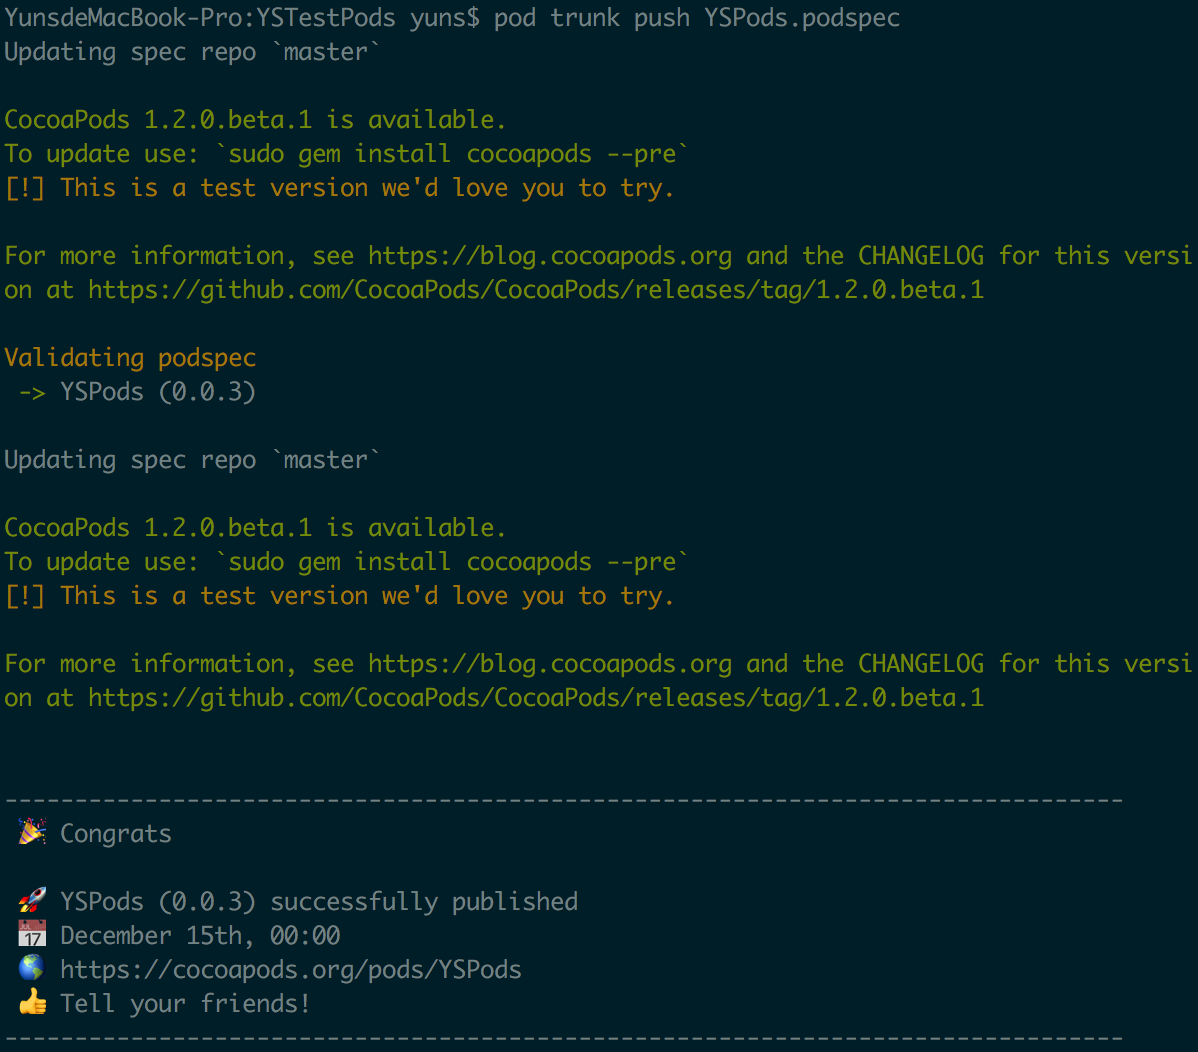 YunsdeMacBook-Pro:YSTestPods yuns$ pod trunk push YSPods.podspec
Updating spec repo `master`
CocoaPods 1.2.0.beta.1 is available.
To update use: `sudo gem install cocoapods --pre`
[!] This is a test version we'd love you to try.
For more information, see https://blog.cocoapods.org and the CHANGELOG for this versi
on at https://github.com/CocoaPods/CocoaPods/releases/tag/1.2.0.beta.1
Validating podspec
-> YSPods (0.0.3)
Updating spec repo `master`
CocoaPods 1.2.0.beta.1 is available.
To update use: `sudo gem install cocoapods --pre`
[!] This is a test version we'd love you to try.
For more information, see https://blog.cocoapods.org and the CHANGELOG for this versi
on at https://github.com/CocoaPods/CocoaPods/releases/tag/1.2.0.beta.1
--------------------------------------------------------------------------------
🎉 Congrats
🚀 YSPods (0.0.3) successfully published
📅 December 15th, 00:00
🌎 https://cocoapods.org/pods/YSPods
👍 Tell your friends!
--------------------------------------------------------------------------------